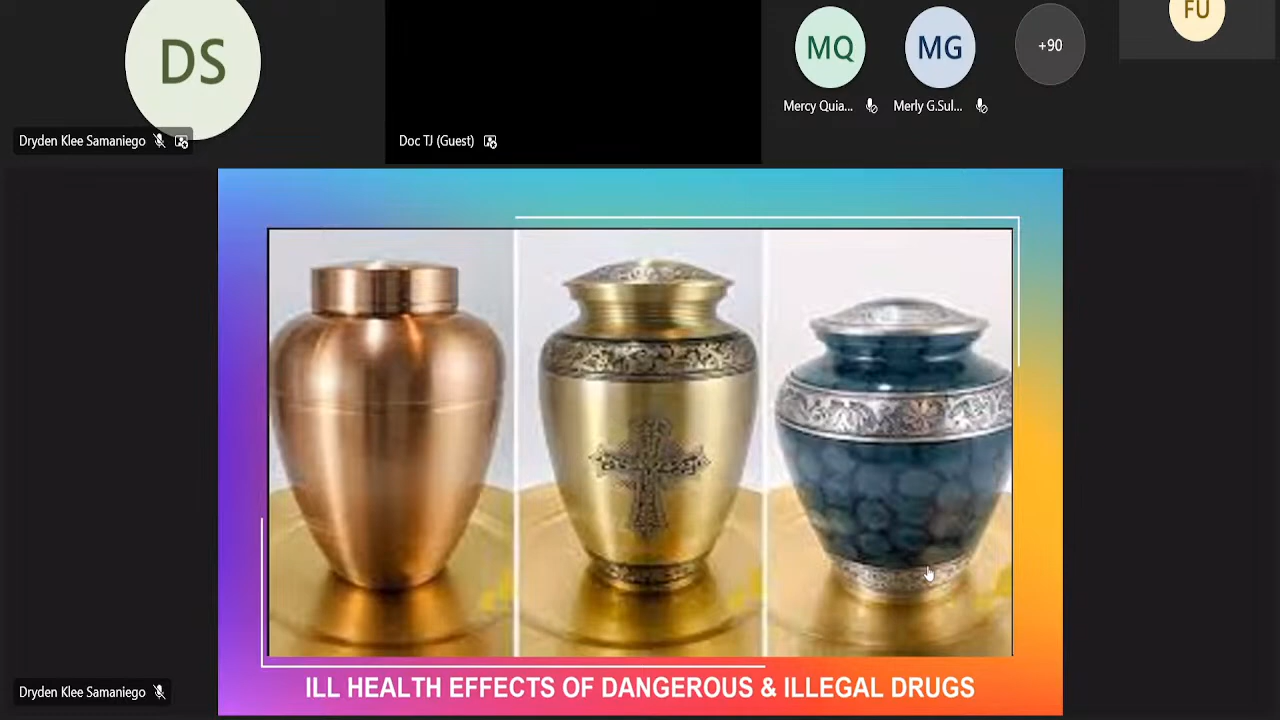 DS
FU
MQ
MG
+90
Mercy Quia...
Merly G.Sul...
Dryden Klee Samaniego
Doc TJ (Guest)
Dryden Klee Samaniego
ILL HEALTH EFFECTS OF DANGEROUS & ILLEGAL DRUGS